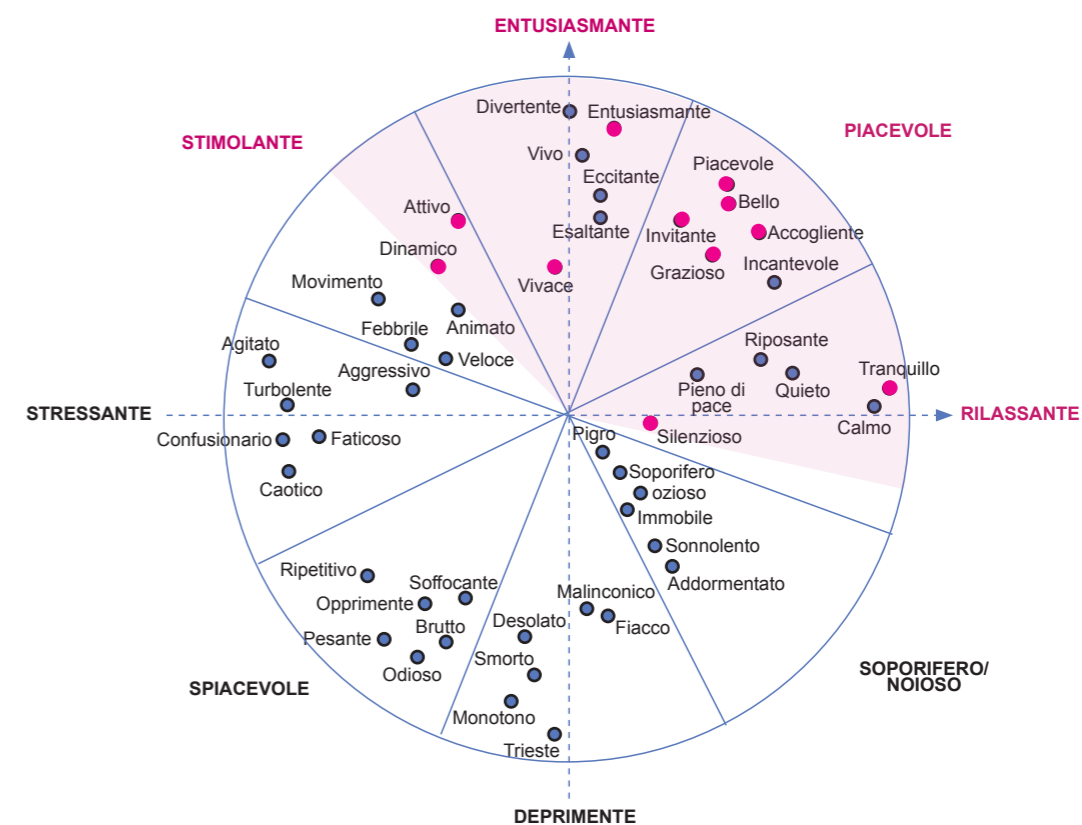 ENTUSIASMANTE
STIMOLANTE
PIACEVOLE
Divertente
Entusiasmante
Vivo
Eccitante
Esaltante
Piacevole
Bello
Invitante
Accogliente
Grazioso
Incantevole
Attivo
Dinamico
Vivace
Movimento
Animato
Febbrile
Veloce
Agitato
Aggressivo
Turbolente
Riposante
Tranquillo
Pieno di
pace
Quieto
Calmo
STRESSANTE
RILASSANTE
Confusionario
Faticoso
Caotico
Silenzioso
Pigro
Soporifero
ozioso
Immobile
Sonnolento
Addormentato
Ripetitivo
Soffocante
Opprimente
Brutto
Pesante
Odioso
Malinconico
Desolato
Fiacco
Smorto
Monotono
Trieste
SPIACEVOLE
SOPORIFERO/
NOIOSO
DEPRIMENTE